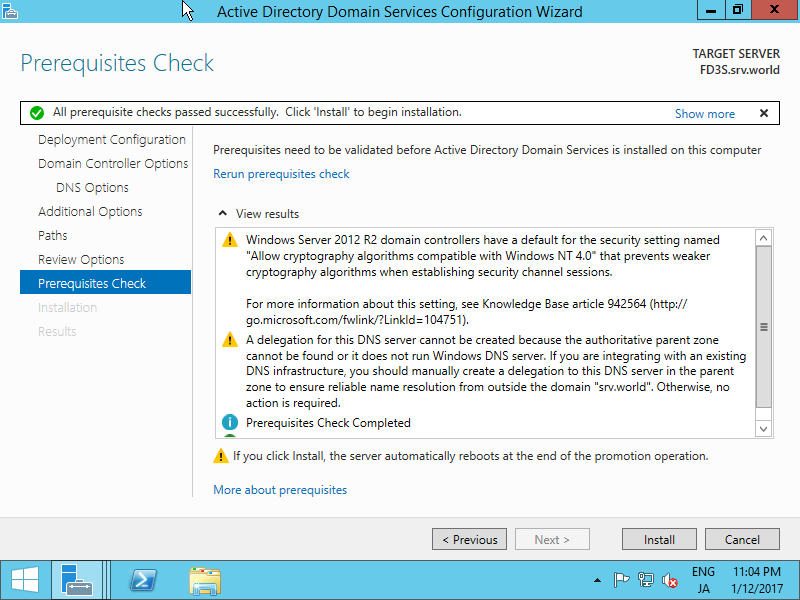 Active Directory Domain Services Configuration Wizard
Prerequisites Check
TARGET SERVER
FD3S.srv.world
All prerequisite checks passed successfully. Click 'Install' to begin installation.
Show more
Deployment Configuration
Domain Controller Options
DNS Options
Additional Options
Paths
Review Options
Prerequisites Check
Installation
Results
Prerequisites need to be validated before Active Directory Domain Services is installed on this computer
Rerun prerequisites check
View results
Windows Server 2012 R2 domain controllers have a default for the security setting named
"Allow cryptography algorithms compatible with Windows NT 4.0" that prevents weaker
cryptography algorithms when establishing security channel sessions.
For more information about this setting, see Knowledge Base article 942564 (http://
go.microsoft.com/fwlink/?LinkId=104751).
A delegation for this DNS server cannot be created because the authoritative parent zone
cannot be found or it does not run Windows DNS server. If you are integrating with an existing
DNS infrastructure, you should manually create a delegation to this DNS server in the parent
zone to ensure reliable name resolution from outside the domain "srv.world". Otherwise, no
action is required.
Prerequisites Check Completed
If you click Install, the server automatically reboots at the end of the promotion operation.
More about prerequisites
< Previous
Next >
Install
Cancel
ENG
JA
11:04 PM
1/12/2017